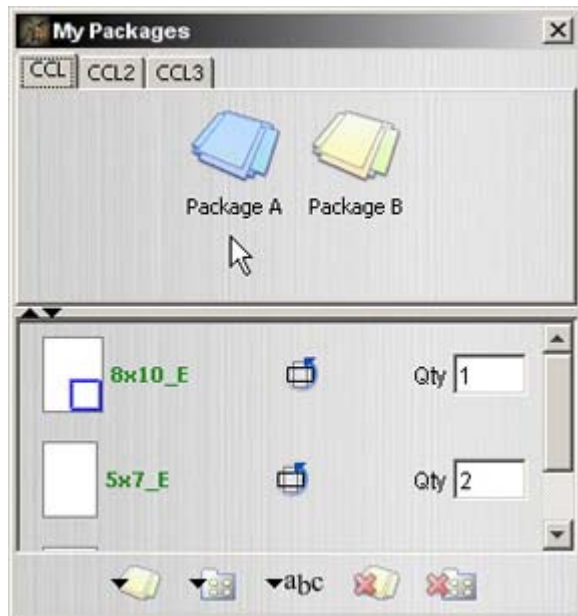 My Packages
CCL CCL2 CCL3
Package A Package B
8x10_E Qty 1
5x7_E Qty 2
abc